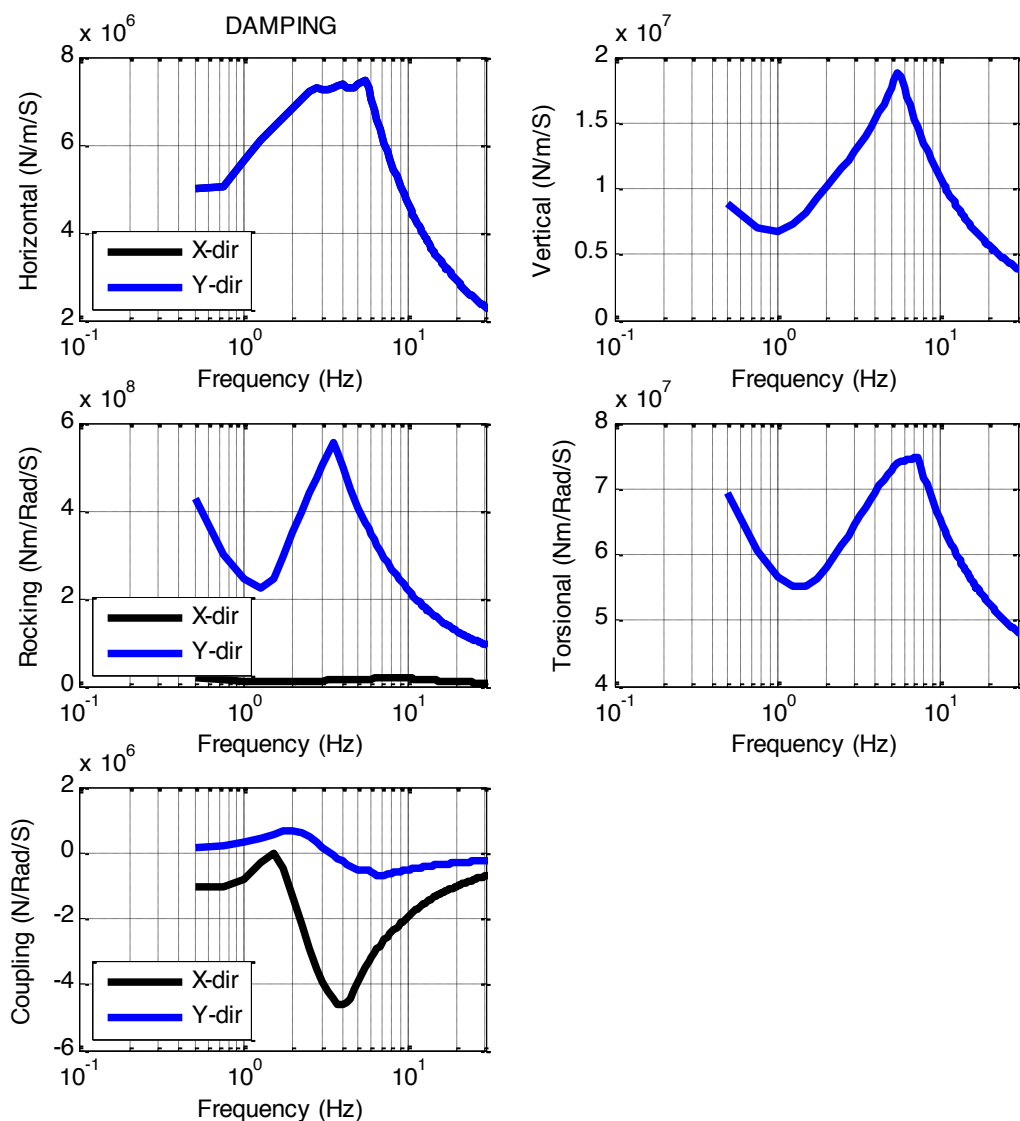 DAMPING
x 10^6
8
6
4
2
Horizontal (N/m/S)
X-dir
Y-dir
10^-1 10^0 10^1
Frequency (Hz)
x 10^7
2
1.5
1
0.5
0
Vertical (N/m/S)
10^-1 10^0 10^1
Frequency (Hz)
x 10^8
6
4
2
0
Rocking (Nm/Rad/S)
X-dir
Y-dir
10^-1 10^0 10^1
Frequency (Hz)
x 10^7
8
7
6
5
4
Torsional (Nm/Rad/S)
10^-1 10^0 10^1
Frequency (Hz)
x 10^6
2
0
-2
-4
-6
Coupling (N/Rad/S)
X-dir
Y-dir
10^-1 10^0 10^1
Frequency (Hz)